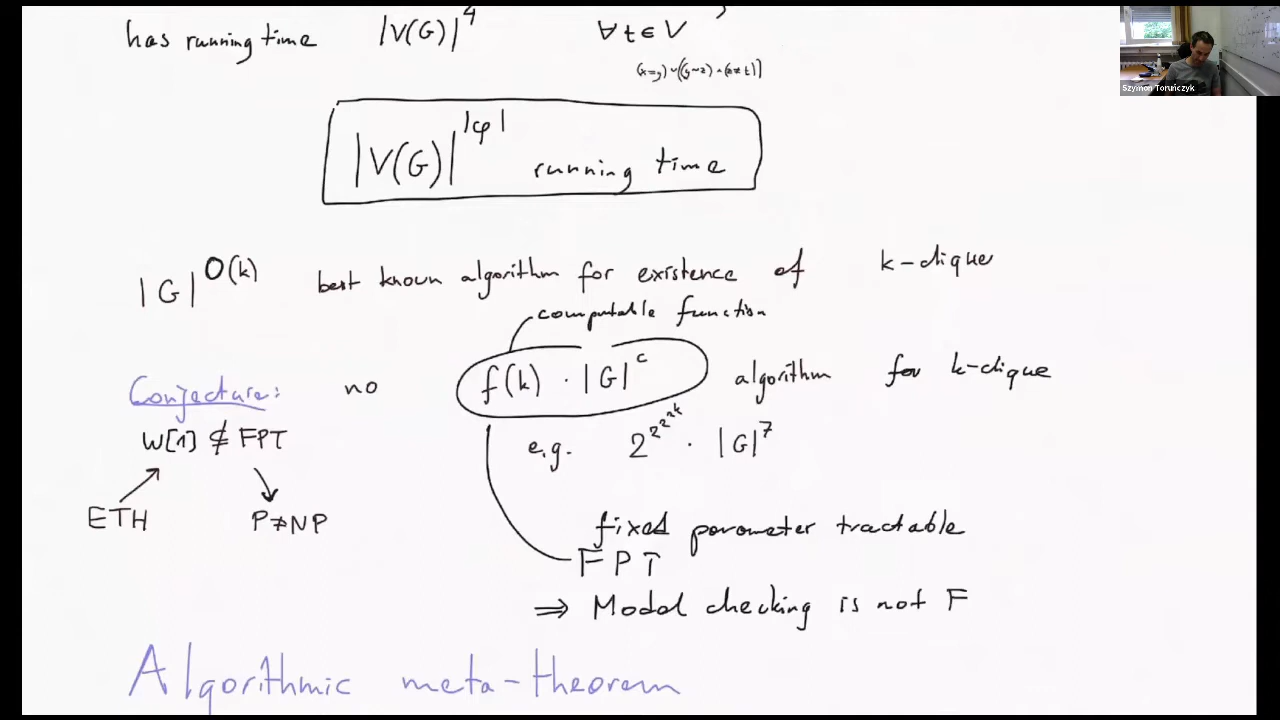 has running time |V(G)|^4 ∀t∈V
(x=y)∨((y~z)∧(z≠t)]
|V(G)|^|φ| running time
|G|^O(k) best known algorithm for existence of k-clique
computable function
Conjecture: no f(k) · |G|^c algorithm for k-clique
W[1] ⊄ FPT e.g. 2^2^2^2^k · |G|^7
ETH P≠NP
fixed parameter tractable
FPT
⇒ Model checking is not F
Algorithmic meta-theorem
Szymon Toruńczyk